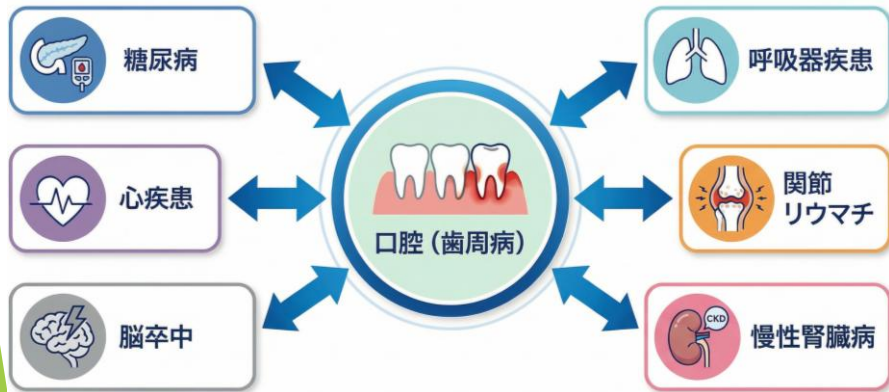 糖尿病
心疾患
脳卒中
口腔（歯周病）
呼吸器疾患
関節
リウマチ
CKD
慢性腎臓病